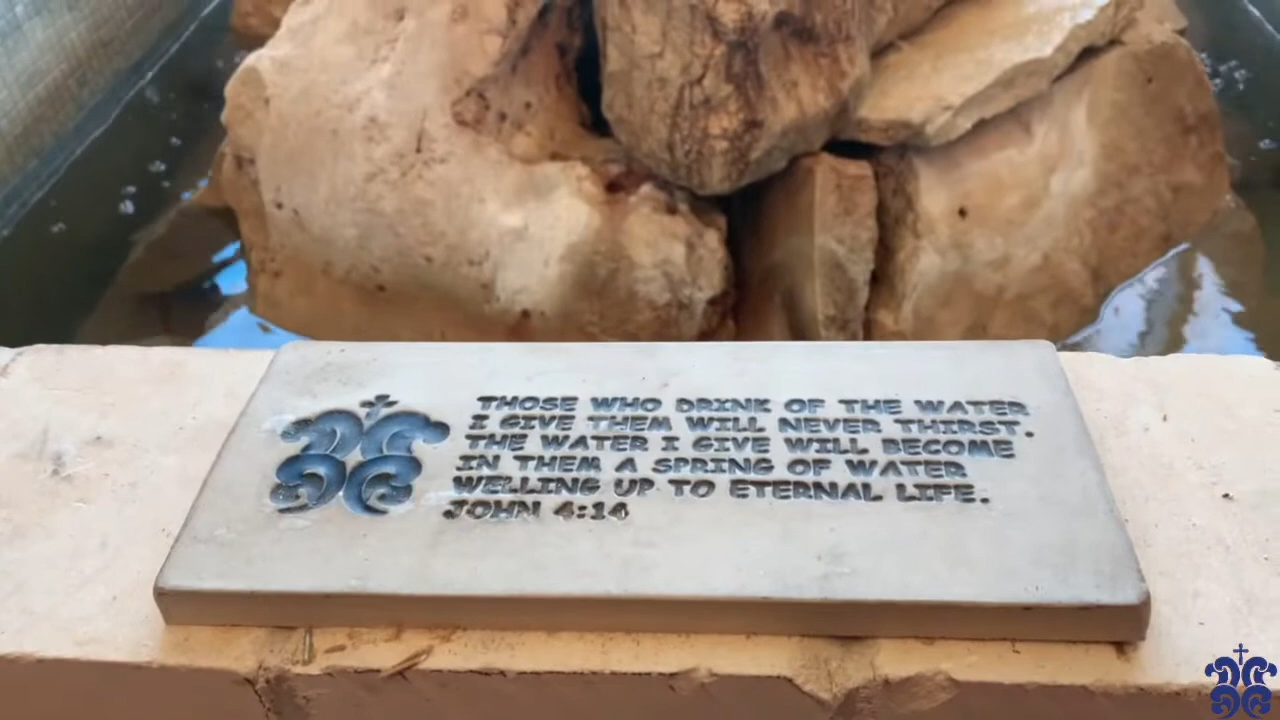 THOSE WHO DRINK OF THE WATER
I GIVE THEM WILL NEVER THIRST.
THE WATER I GIVE WILL BECOME
IN THEM A SPRING OF WATER
WELLING UP TO ETERNAL LIFE.
JOHN 4:14